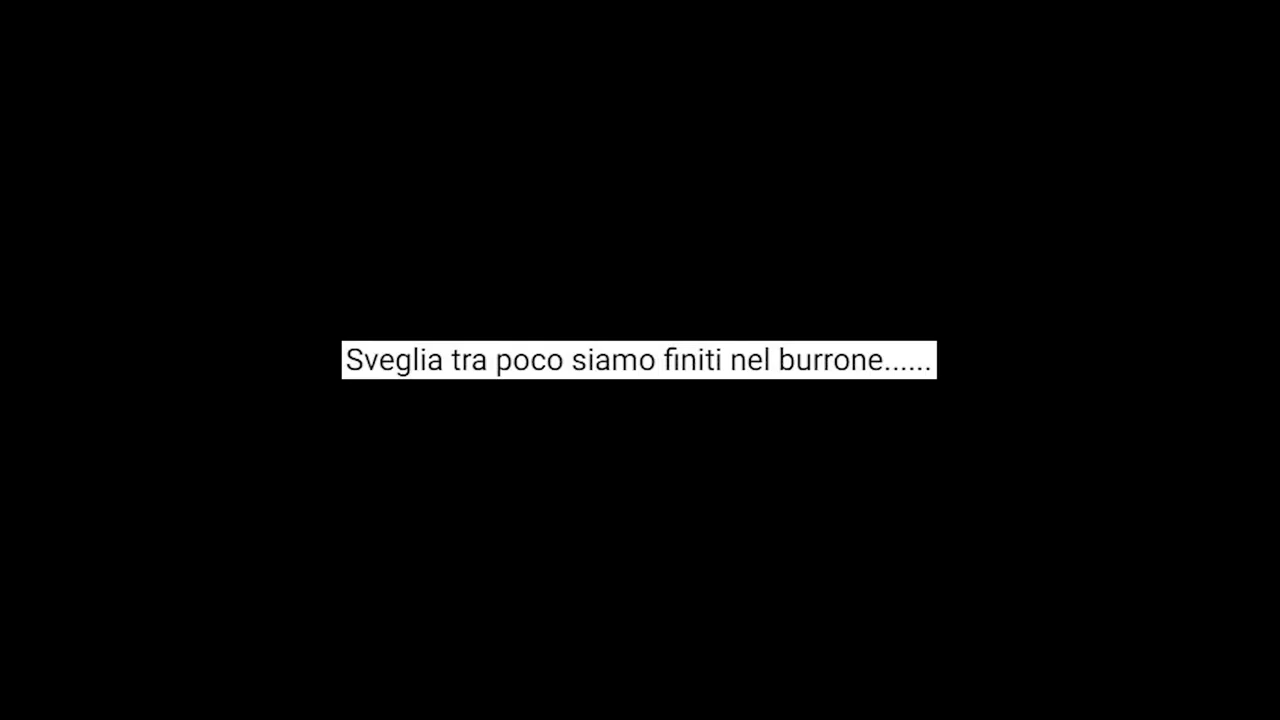 Sveglia tra poco siamo finiti nel burrone......